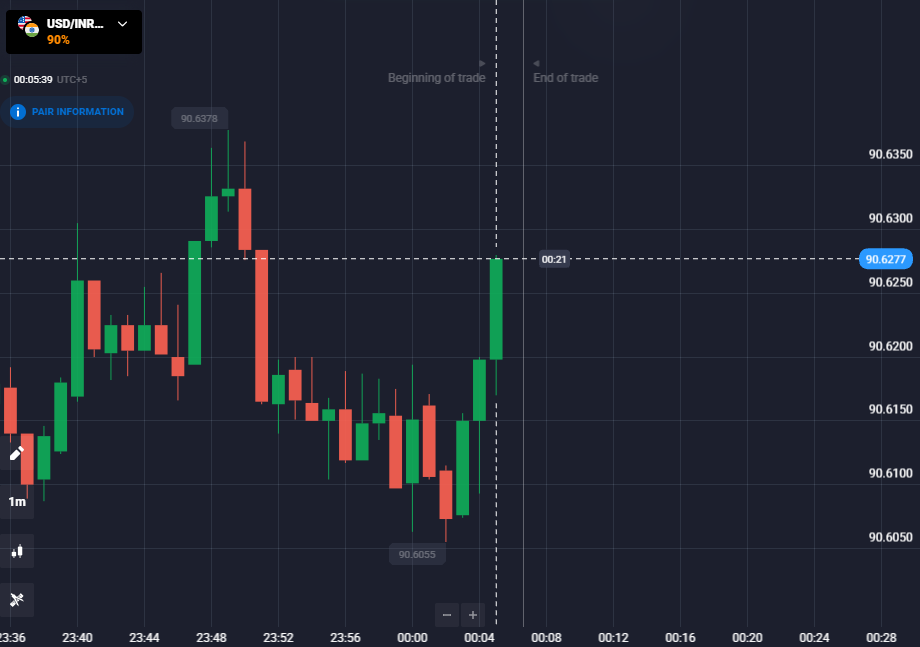 USD/INR...
90%
Beginning of trade
End of trade
00:05:39 UTC+5
PAIR INFORMATION
90.6378
90.6350
90.6300
00:21
90.6277
90.6250
90.6200
90.6150
1m
90.6100
90.6050
90.6055
23:36 23:40 23:44 23:48 23:52 23:56 00:00 00:04 00:08 00:12 00:16 00:20 00:24 00:28